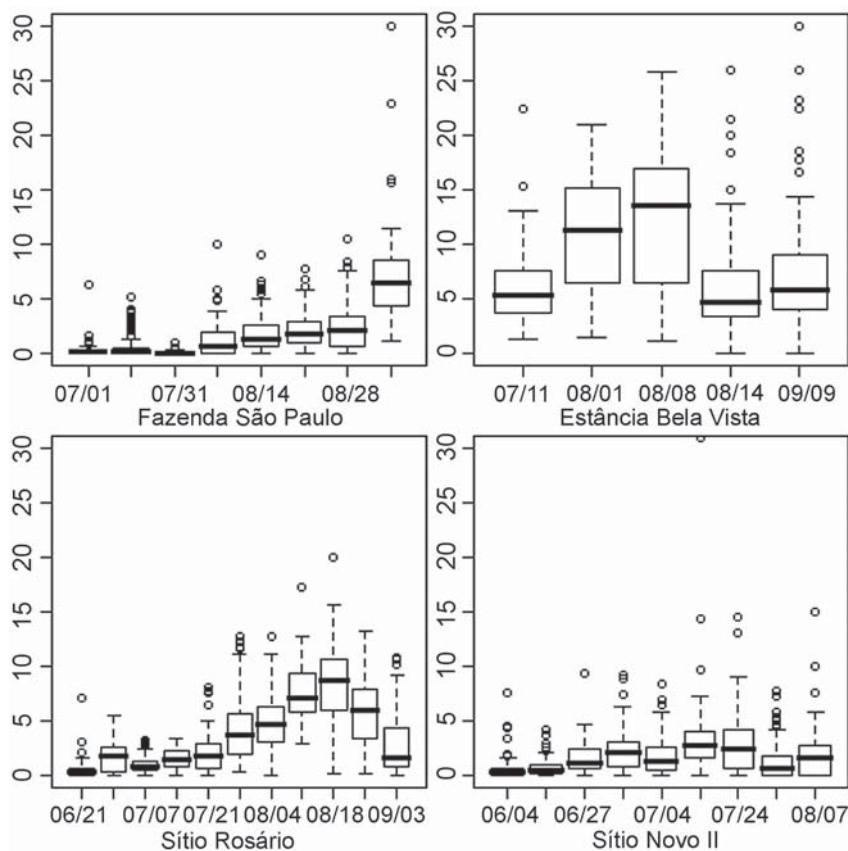 0 5 10 15 20 25 30
07/01 07/31 08/14 08/28
Fazenda São Paulo
0 5 10 15 20 25 30
07/11 08/01 08/08 08/14 09/09
Estância Bela Vista
0 5 10 15 20 25 30
06/21 07/07 07/21 08/04 08/18 09/03
Sítio Rosário
0 5 10 15 20 25 30
06/04 06/27 07/04 07/24 08/07
Sítio Novo II